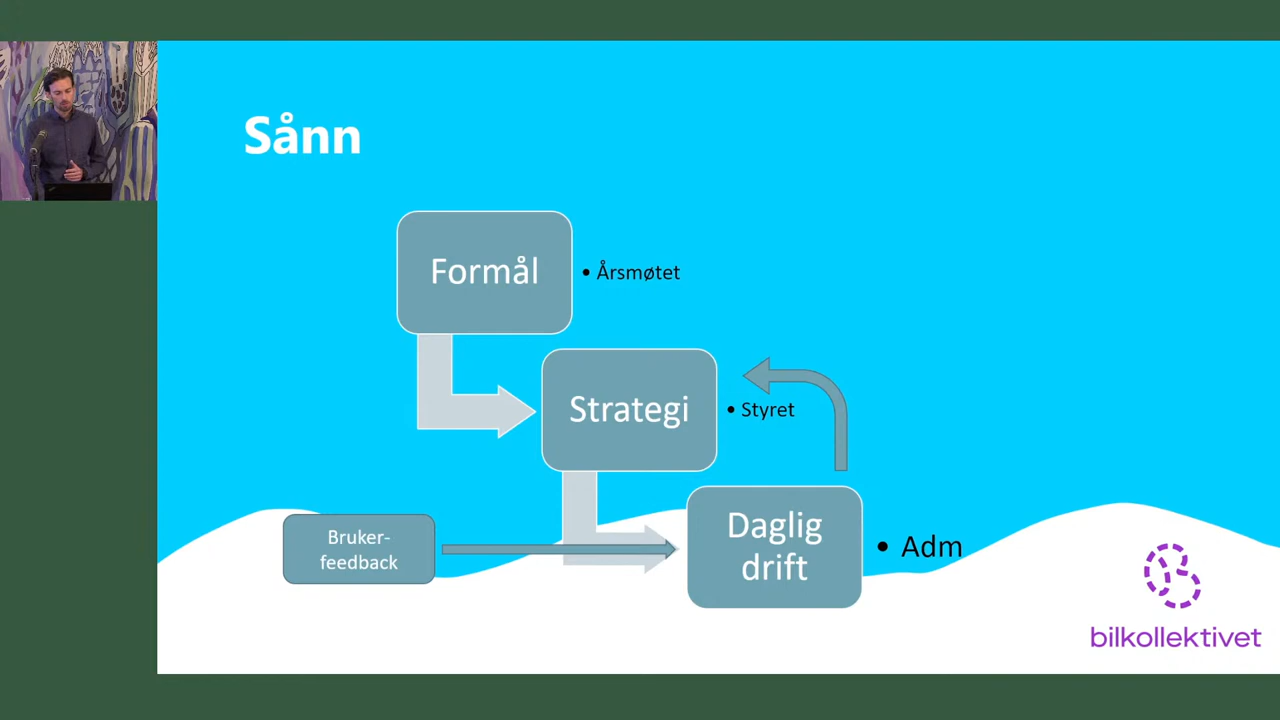 Sånn
Formål
• Årsmøtet
Strategi
• Styret
Bruker-
feedback
Daglig
drift
• Adm
bilkollektivet